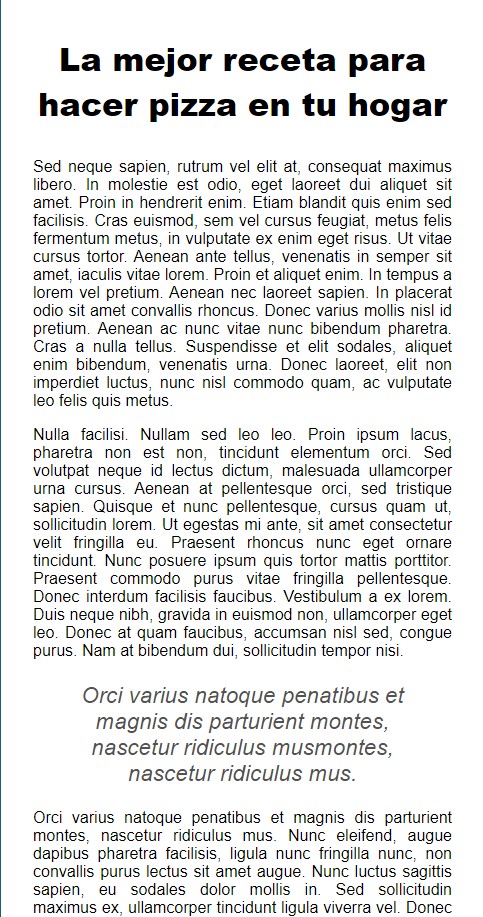 La mejor receta para
hacer pizza en tu hogar
Sed neque sapien, rutrum vel elit at, consequat maximus
libero. In molestie est odio, eget laoreet dui aliquet sit
amet. Proin in hendrerit enim. Etiam blandit quis enim sed
facilisis. Cras euismod, sem vel cursus feugiat, metus felis
fermentum metus, in vulputate ex enim eget risus. Ut vitae
cursus tortor. Aenean ante tellus, venenatis in semper sit
amet, iaculis vitae lorem. Proin et aliquet enim. In tempus a
lorem vel pretium. Aenean nec laoreet sapien. In placerat
odio sit amet convallis rhoncus. Donec varius mollis nisl id
pretium. Aenean ac nunc vitae nunc bibendum pharetra.
Cras a nulla tellus. Suspendisse et elit sodales, aliquet
enim bibendum, venenatis urna. Donec laoreet, elit non
imperdiet luctus, nunc nisl commodo quam, ac vulputate
leo felis quis metus.
Nulla facilisi. Nullam sed leo leo. Proin ipsum lacus,
pharetra non est non, tincidunt elementum orci. Sed
volutpat neque id lectus dictum, malesuada ullamcorper
urna cursus. Aenean at pellentesque orci, sed tristique
sapien. Quisque et nunc pellentesque, cursus quam ut,
sollicitudin lorem. Ut egestas mi ante, sit amet consectetur
velit fringilla eu. Praesent rhoncus nunc eget ornare
tincidunt. Nunc posuere ipsum quis tortor mattis porttitor.
Praesent commodo purus vitae fringilla pellentesque.
Donec interdum facilisis faucibus. Vestibulum a ex lorem.
Duis neque nibh, gravida in euismod non, ullamcorper eget
leo. Donec at quam faucibus, accumsan nisl sed, congue
purus. Nam at bibendum dui, sollicitudin tempor nisi.
Orci varius natoque penatibus et
magnis dis parturient montes,
nascetur ridiculus musmontes,
nascetur ridiculus mus.
Orci varius natoque penatibus et magnis dis parturient
montes, nascetur ridiculus mus. Nunc eleifend, augue
dapibus pharetra facilisis, ligula nunc fringilla nunc, non
convallis purus lectus sit amet augue. Nunc luctus sagittis
sapien, eu sodales dolor mollis in. Sed sollicitudin
maximus ex, ullamcorper tincidunt ligula viverra vel. Donec